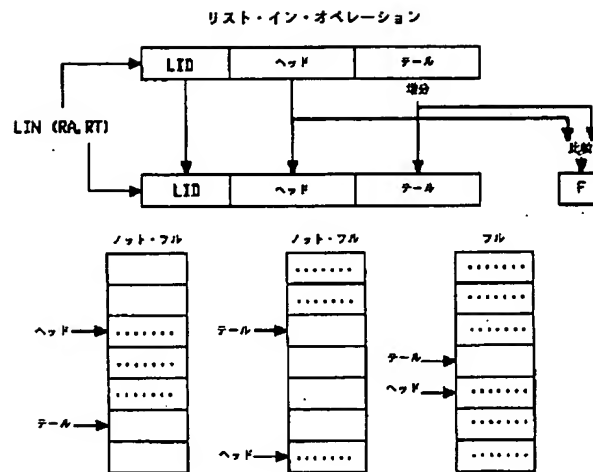 リスト・イン・オペレーション
LID ヘッド テール
増分
LIN (RA, RT)
比較
LID ヘッド テール F
ノット・フル ノット・フル フル
ヘッド
テール
テール
ヘッド
テール
ヘッド